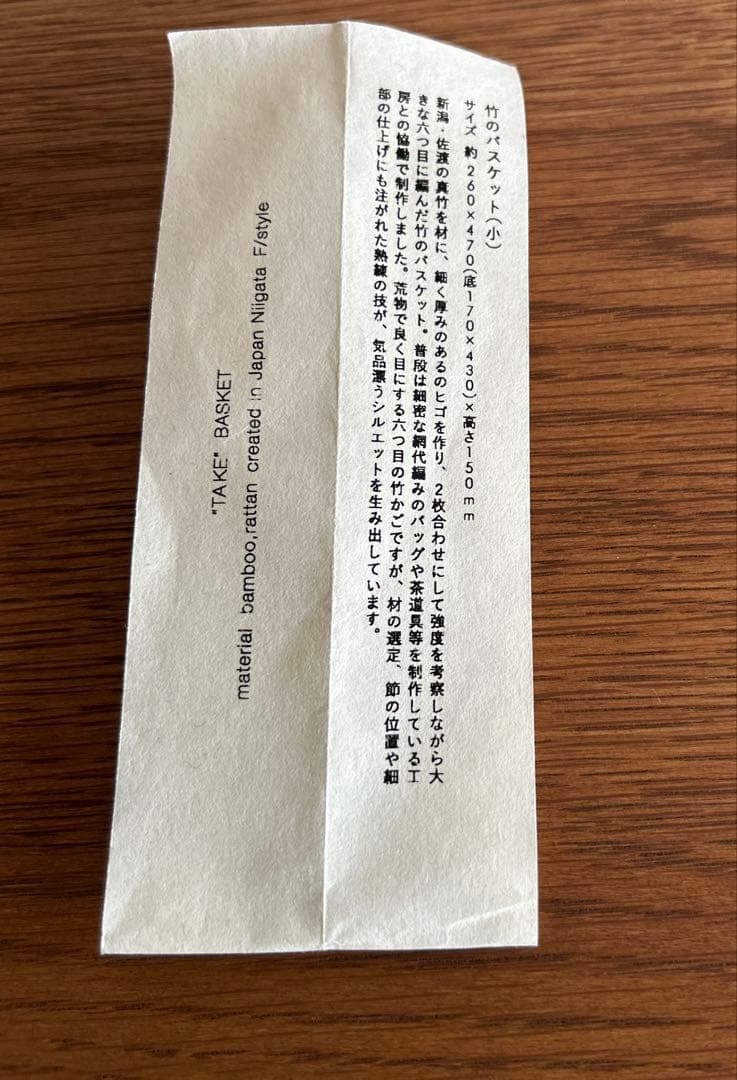 竹のバスケット(小)
サイズ 約260×470(底170×430)×高さ150mm
新潟・佐渡の真竹を材に、細く厚みのあるのヒゴを作り、2枚合わせにして強度を考察しながら大
きな六つ目に編んだ竹のバスケット。普段は細密な網代編みのバッグや茶道具等を制作している工
房との恊働で制作しました。荒物で良く目にする六つ目の竹かごですが、材の選定、節の位置や細
部の仕上げにも注がれた熟練の技が、気品漂うシルエットを生み出しています。
"TAKE" BASKET
material bamboo,rattan created in Japan Niigata F/style